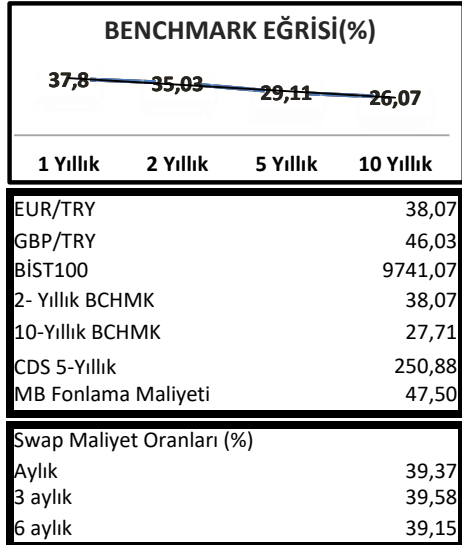 BENCHMARK EĞRİSİ(%)
37,8 35,03 29,11 26,07
1 Yıllık 2 Yıllık 5 Yıllık 10 Yıllık
EUR/TRY 38,07
GBP/TRY 46,03
BİST100 9741,07
2- Yıllık BCHMK 38,07
10-Yıllık BCHMK 27,71
CDS 5-Yıllık 250,88
MB Fonlama Maliyeti 47,50
Swap Maliyet Oranları (%)
Aylık 39,37
3 aylık 39,58
6 aylık 39,15